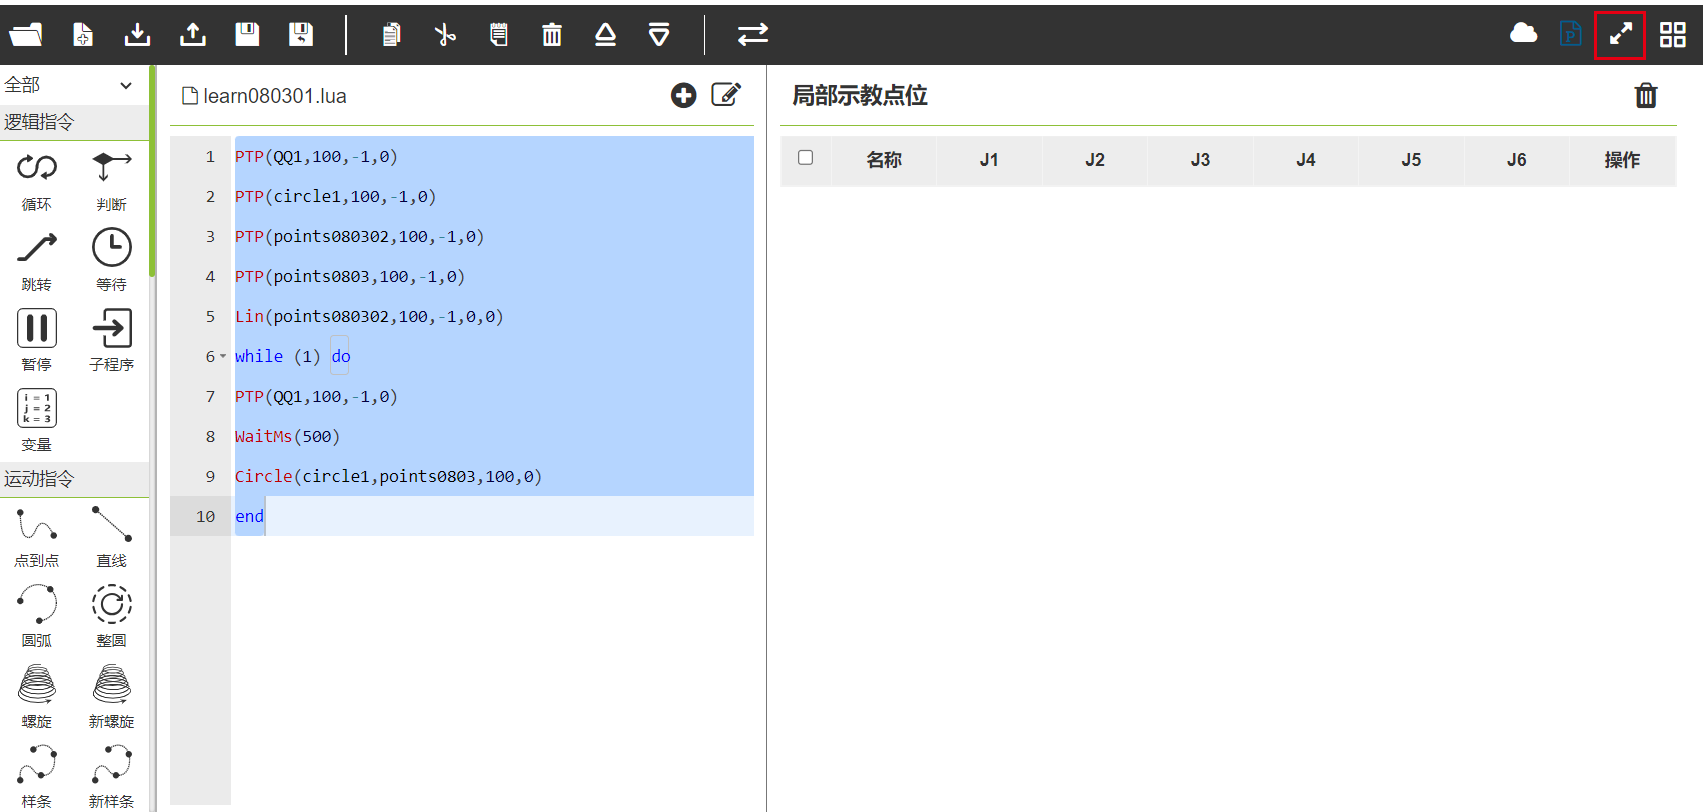 P
全部
逻辑指令
循环 判断
跳转 等待
暂停 子程序
i = 1
j = 2
k = 3
变量
运动指令
点到点 直线
圆弧 整圆
螺旋 新螺旋
样条 新样条
learn080301.lua
1 PTP(QQ1,100,-1,0)
2 PTP(circle1,100,-1,0)
3 PTP(points080302,100,-1,0)
4 PTP(points0803,100,-1,0)
5 Lin(points080302,100,-1,0,0)
6 while (1) do
7 PTP(QQ1,100,-1,0)
8 WaitMs(500)
9 Circle(circle1,points0803,100,0)
10 end
局部示教点位
名称 J1 J2 J3 J4 J5 J6 操作